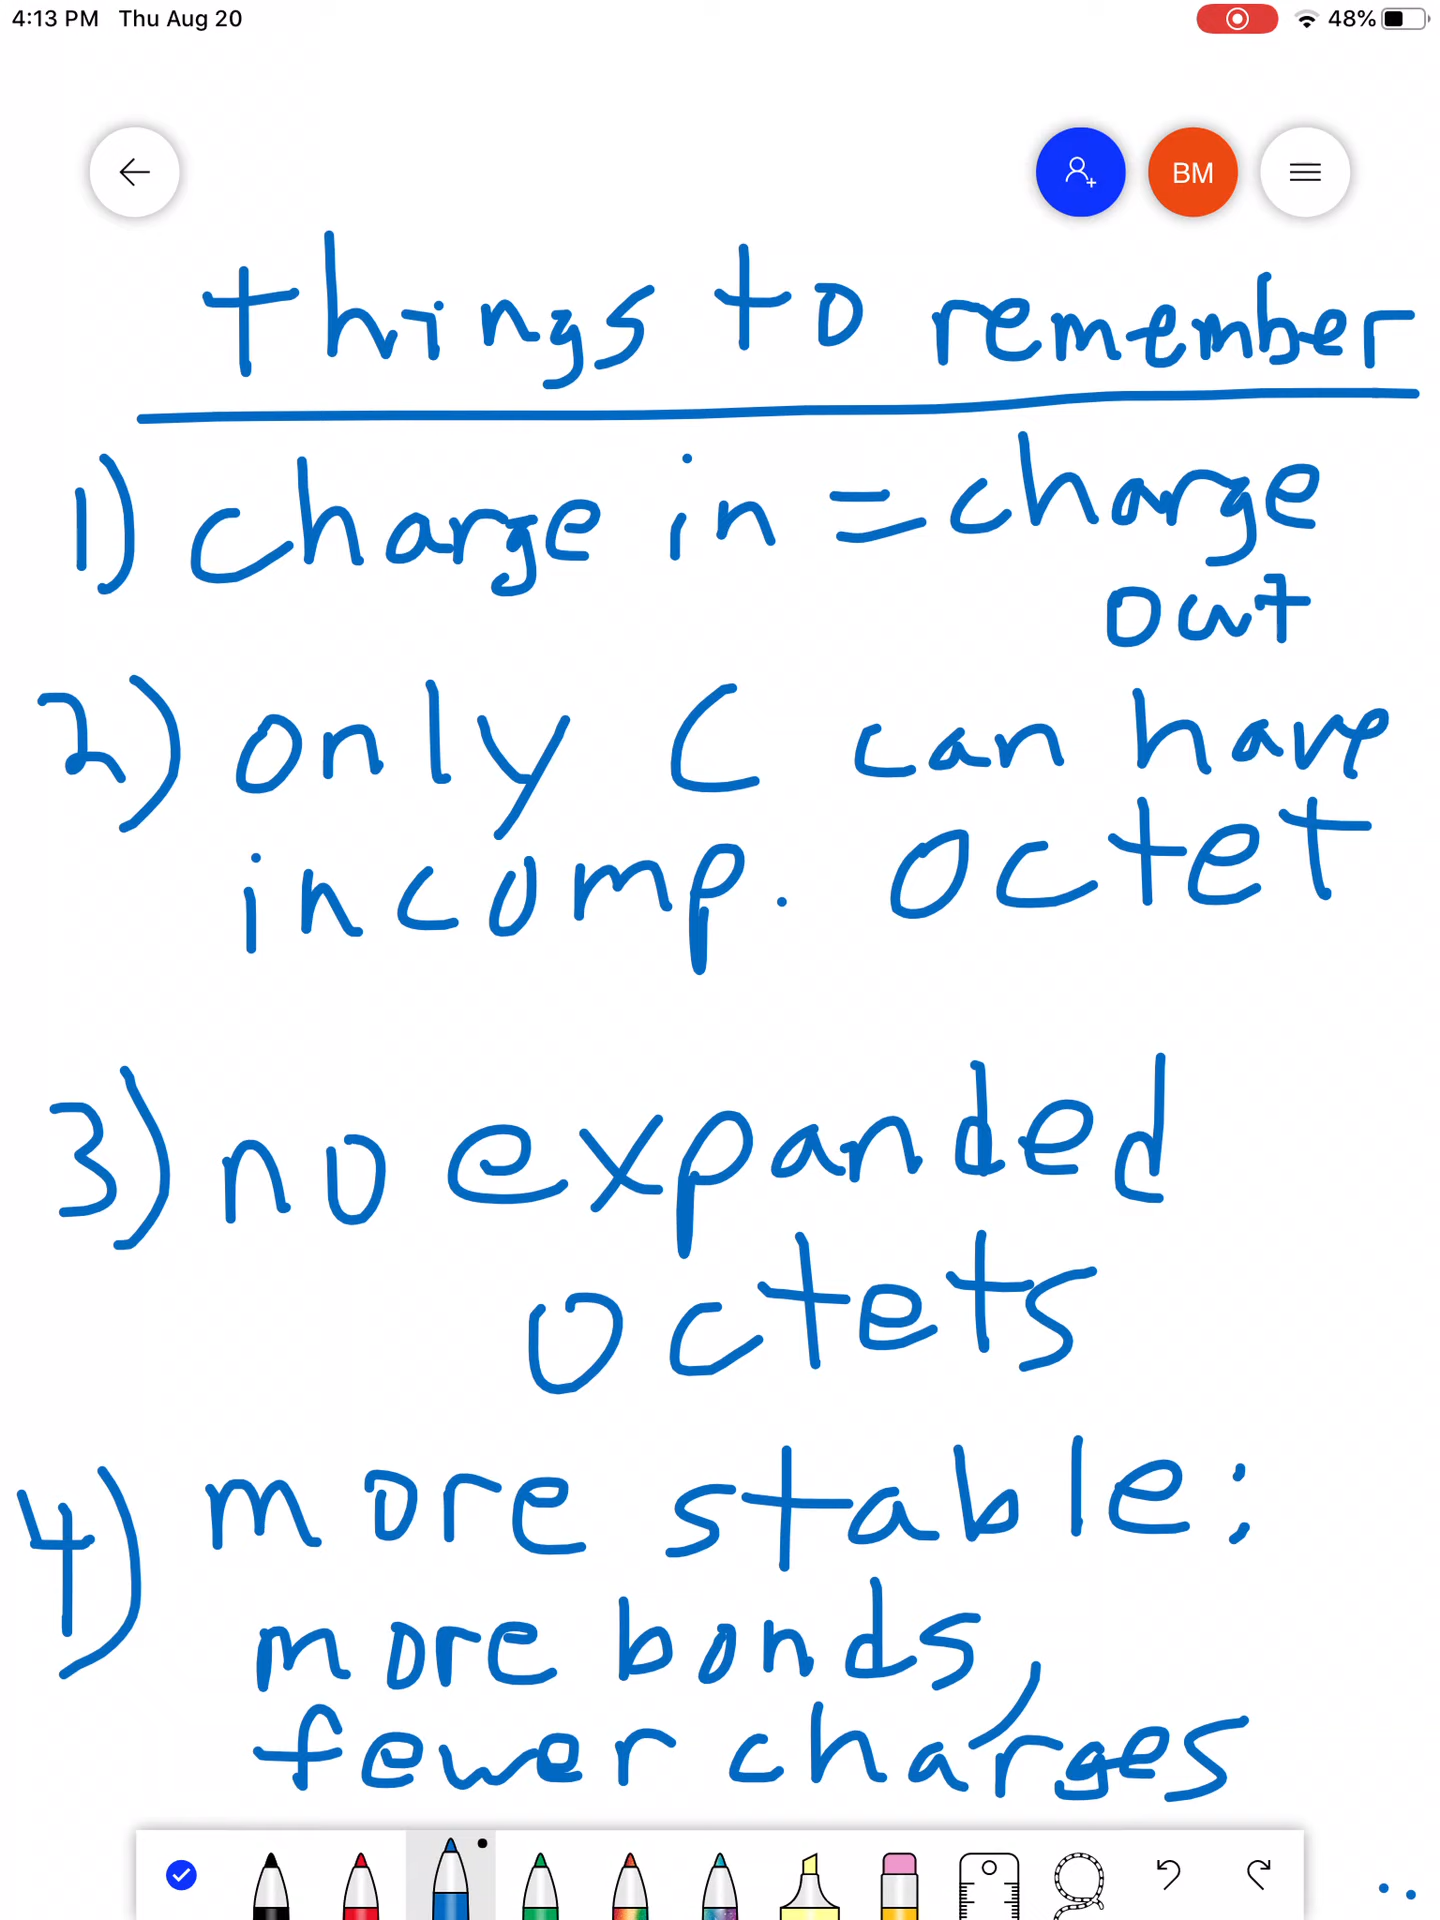 4:13 PM Thu Aug 20 48%
BM
things to remember
1) charge in = charge
out
2) only C can have
incomp. octet
3) no expanded
octets
4) more stable:
more bonds,
fewer charges